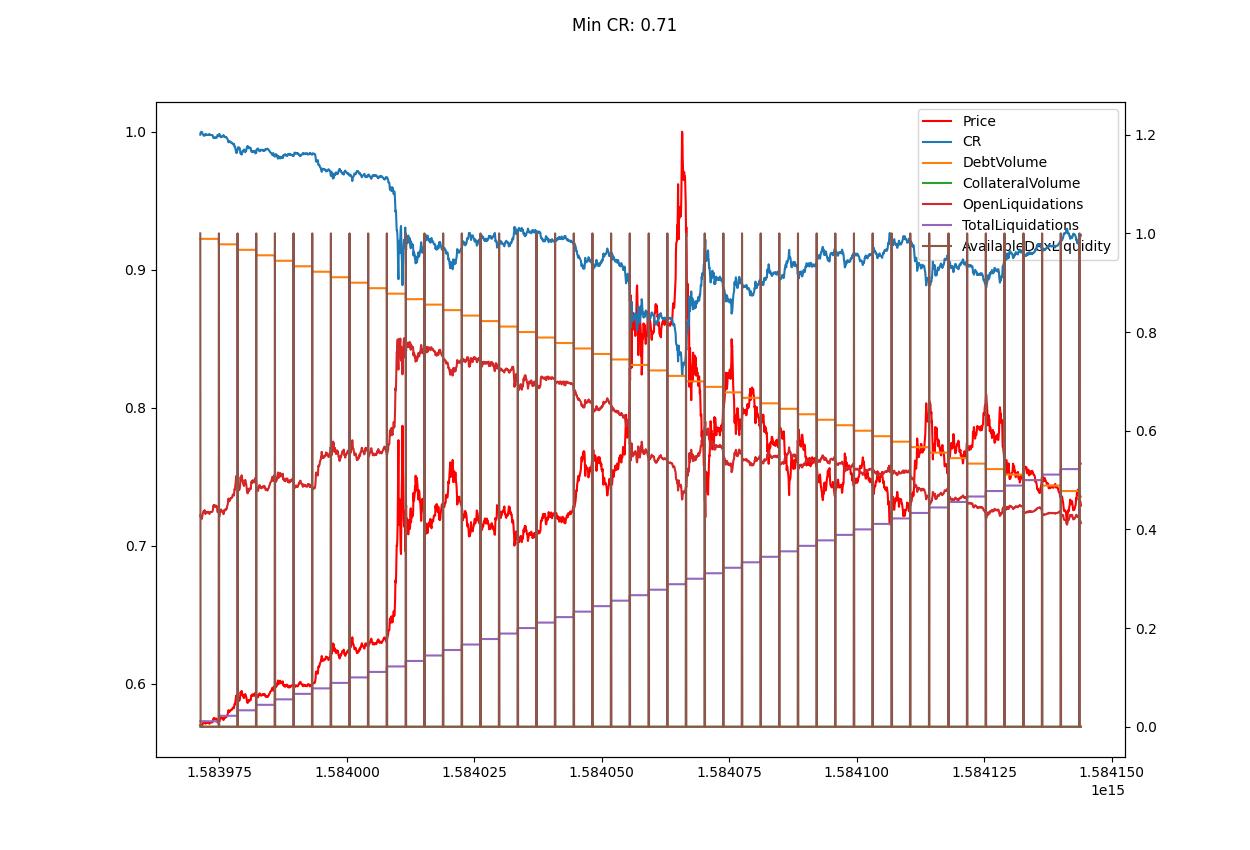 Min CR: 0.71
1.0
0.9
0.8
0.7
0.6
1.2
1.0
0.8
0.6
0.4
0.2
0.0
Price
CR
DebtVolume
CollateralVolume
OpenLiquidations
TotalLiquidations
AvailableDebtLiquidity
1.583975
1.584000
1.584025
1.584050
1.584075
1.584100
1.584125
1.584150
1e15